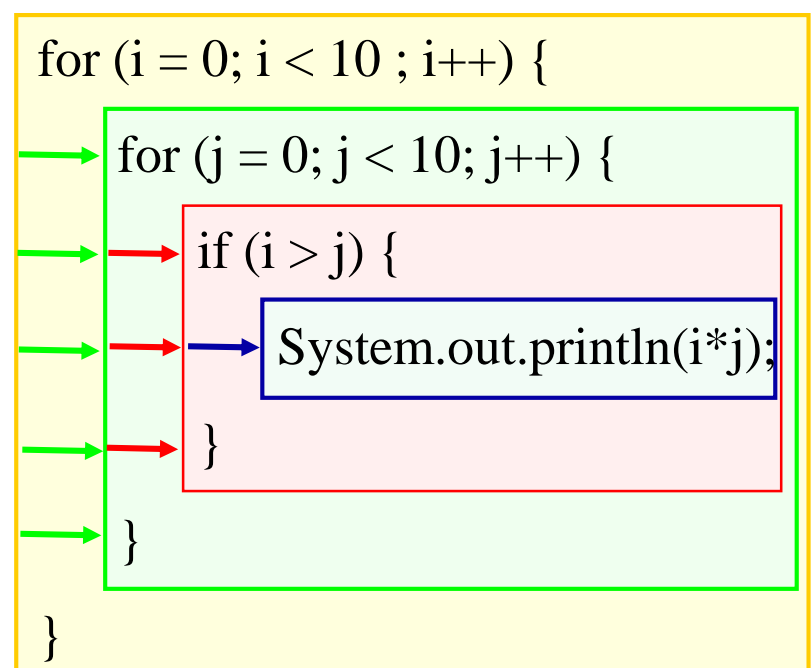 for (i = 0; i < 10 ; i++) {
for (j = 0; j < 10; j++) {
if (i > j) {
System.out.println(i*j);
}
}
}